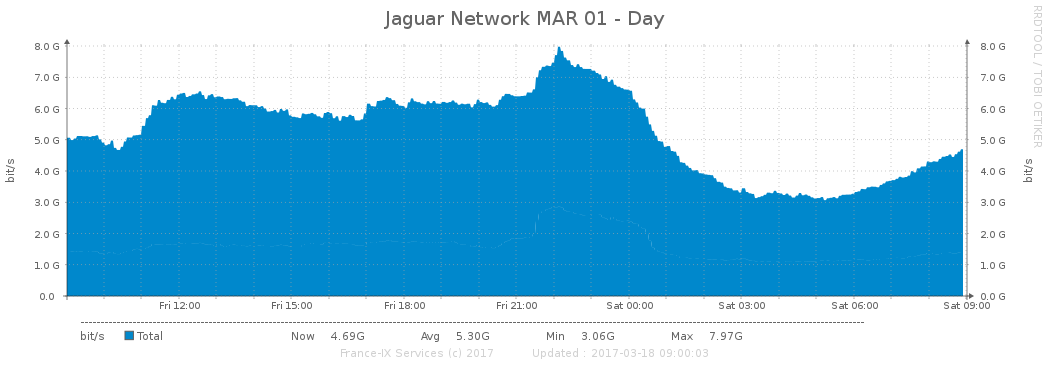 Jaguar Network MAR 01 - Day
RRDTOOL / TOBI OETIKER
8.0 G 8.0 G
7.0 G 7.0 G
6.0 G 6.0 G
5.0 G 5.0 G
4.0 G 4.0 G
3.0 G 3.0 G
2.0 G 2.0 G
1.0 G 1.0 G
0.0 0.0 G
bit/s bit/s
Fri 12:00 Fri 15:00 Fri 18:00 Fri 21:00 Sat 00:00 Sat 03:00 Sat 06:00 Sat 09:00
bit/s Total Now 4.69G Avg 5.30G Min 3.06G Max 7.97G
France-IX Services (c) 2017 Updated : 2017-03-18 09:00:03